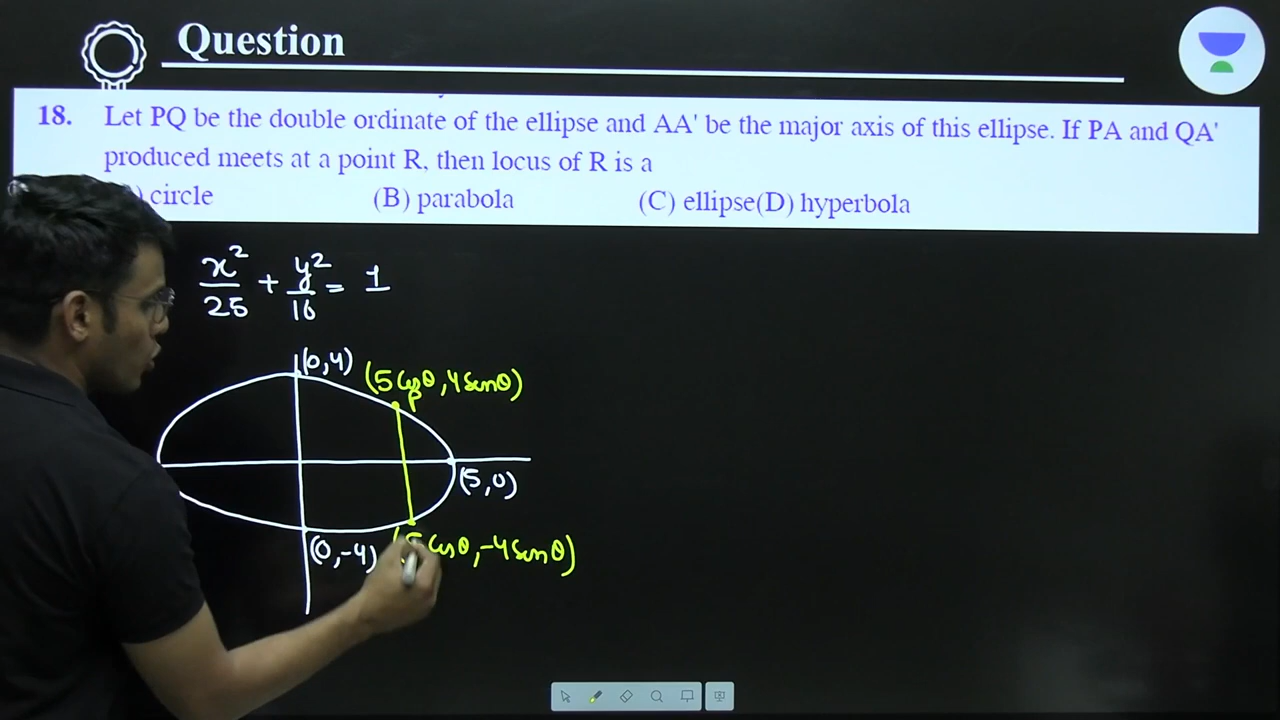 Question
18. Let PQ be the double ordinate of the ellipse and AA' be the major axis of this ellipse. If PA and QA'
produced meets at a point R, then locus of R is a
) circle (B) parabola (C) ellipse(D) hyperbola
x²/25 + y²/16 = 1
(0,4)
(5cosθ, 4sinθ)
P
(5,0)
(0,-4)
(5cosθ, -4sinθ)